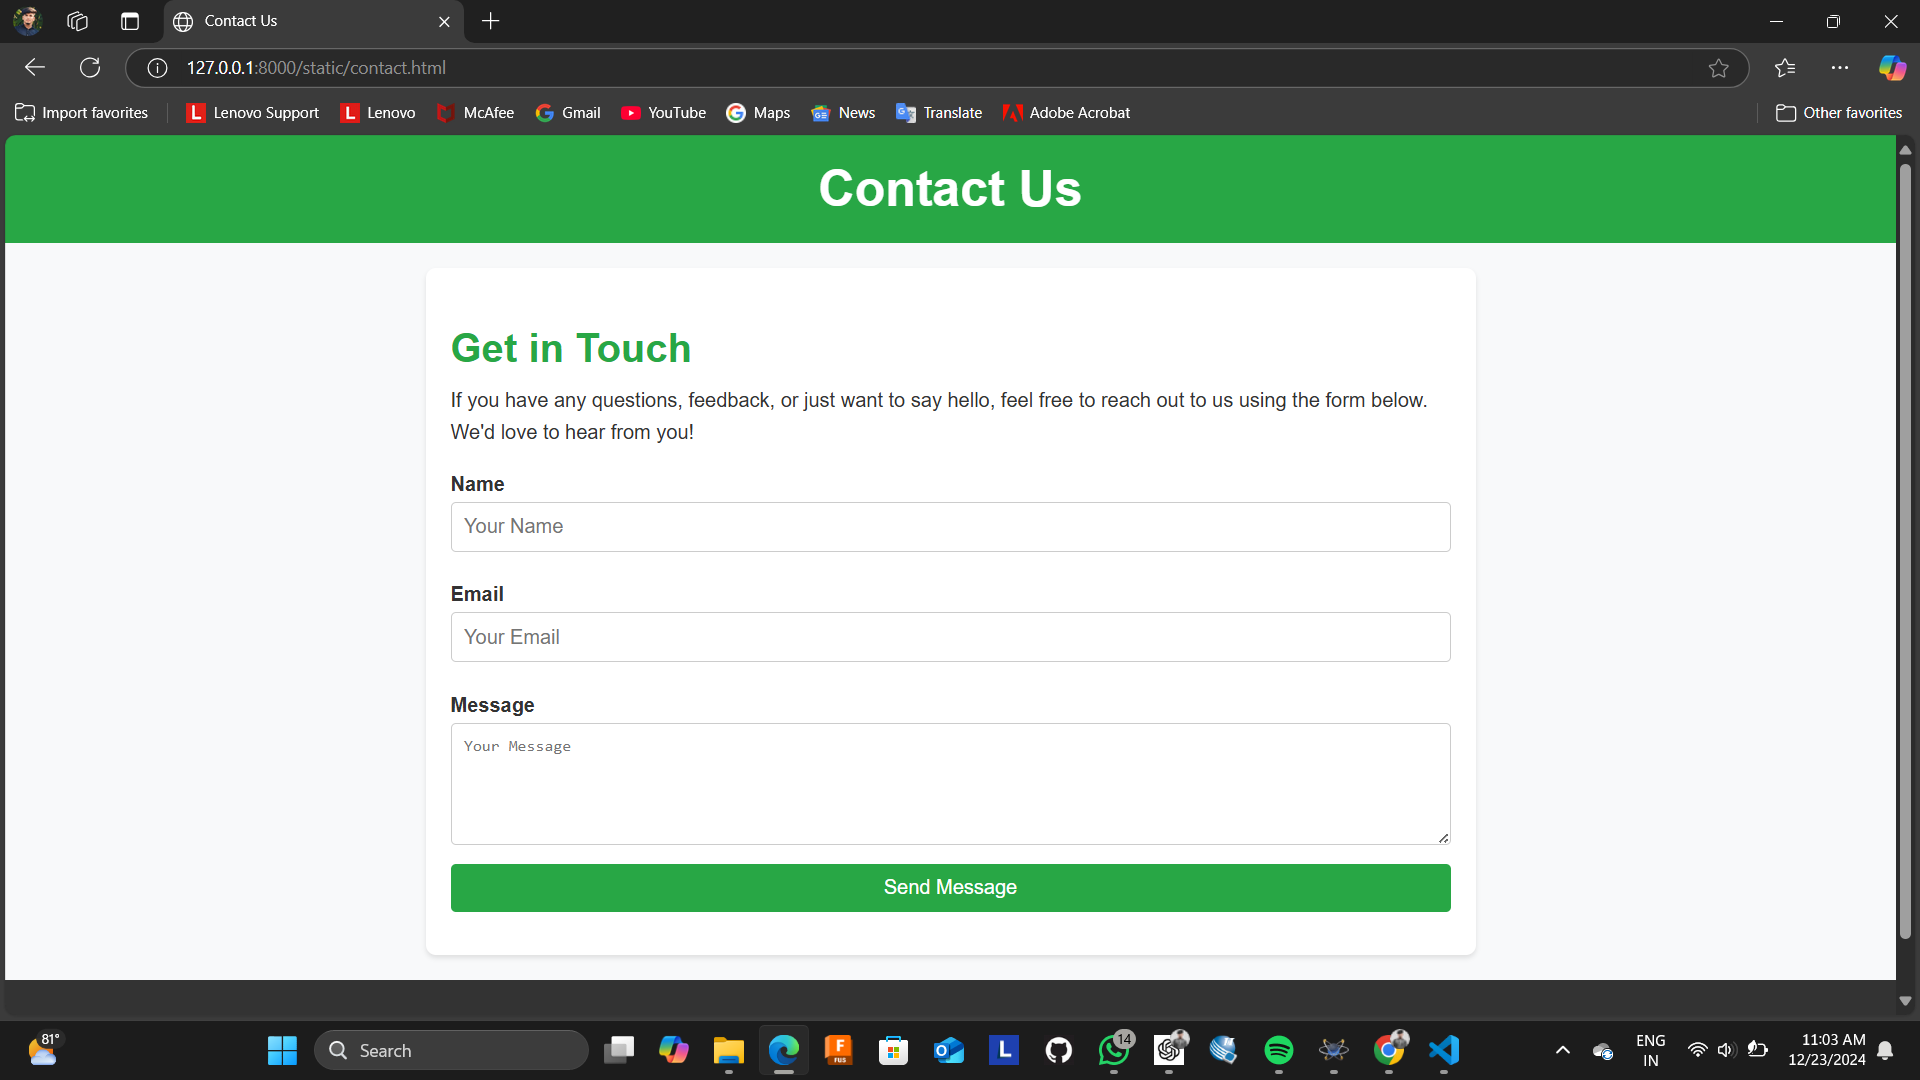 Contact Us
127.0.0.1:8000/static/contact.html
Import favorites
L Lenovo Support
L Lenovo
McAfee
Gmail
YouTube
Maps
News
Translate
Adobe Acrobat
Other favorites
Contact Us
Get in Touch
If you have any questions, feedback, or just want to say hello, feel free to reach out to us using the form below.
We'd love to hear from you!
Name
Your Name
Email
Your Email
Message
Your Message
Send Message
81°
Search
F
FUS
L
14
ENG
IN
11:03 AM
12/23/2024